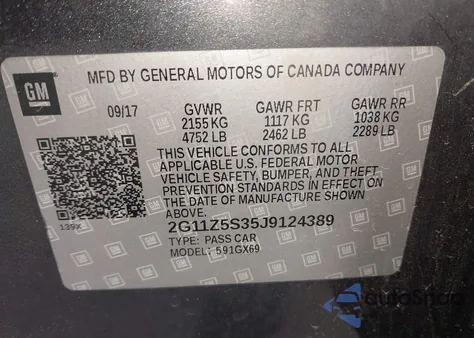 GM
MFD BY GENERAL MOTORS OF CANADA COMPANY
09/17 GVWR GAWR FRT GAWR RR
2155 KG 1117 KG 1038 KG
4752 LB 2462 LB 2289 LB
THIS VEHICLE CONFORMS TO ALL
APPLICABLE U.S. FEDERAL MOTOR
VEHICLE SAFETY, BUMPER, AND THEFT
PREVENTION STANDARDS IN EFFECT ON
THE DATE OF MANUFACTURE SHOWN
ABOVE.
139X
2G11Z5S35J9124389
TYPE: PASS CAR
MODEL: 591GX69
GM
autoSnap